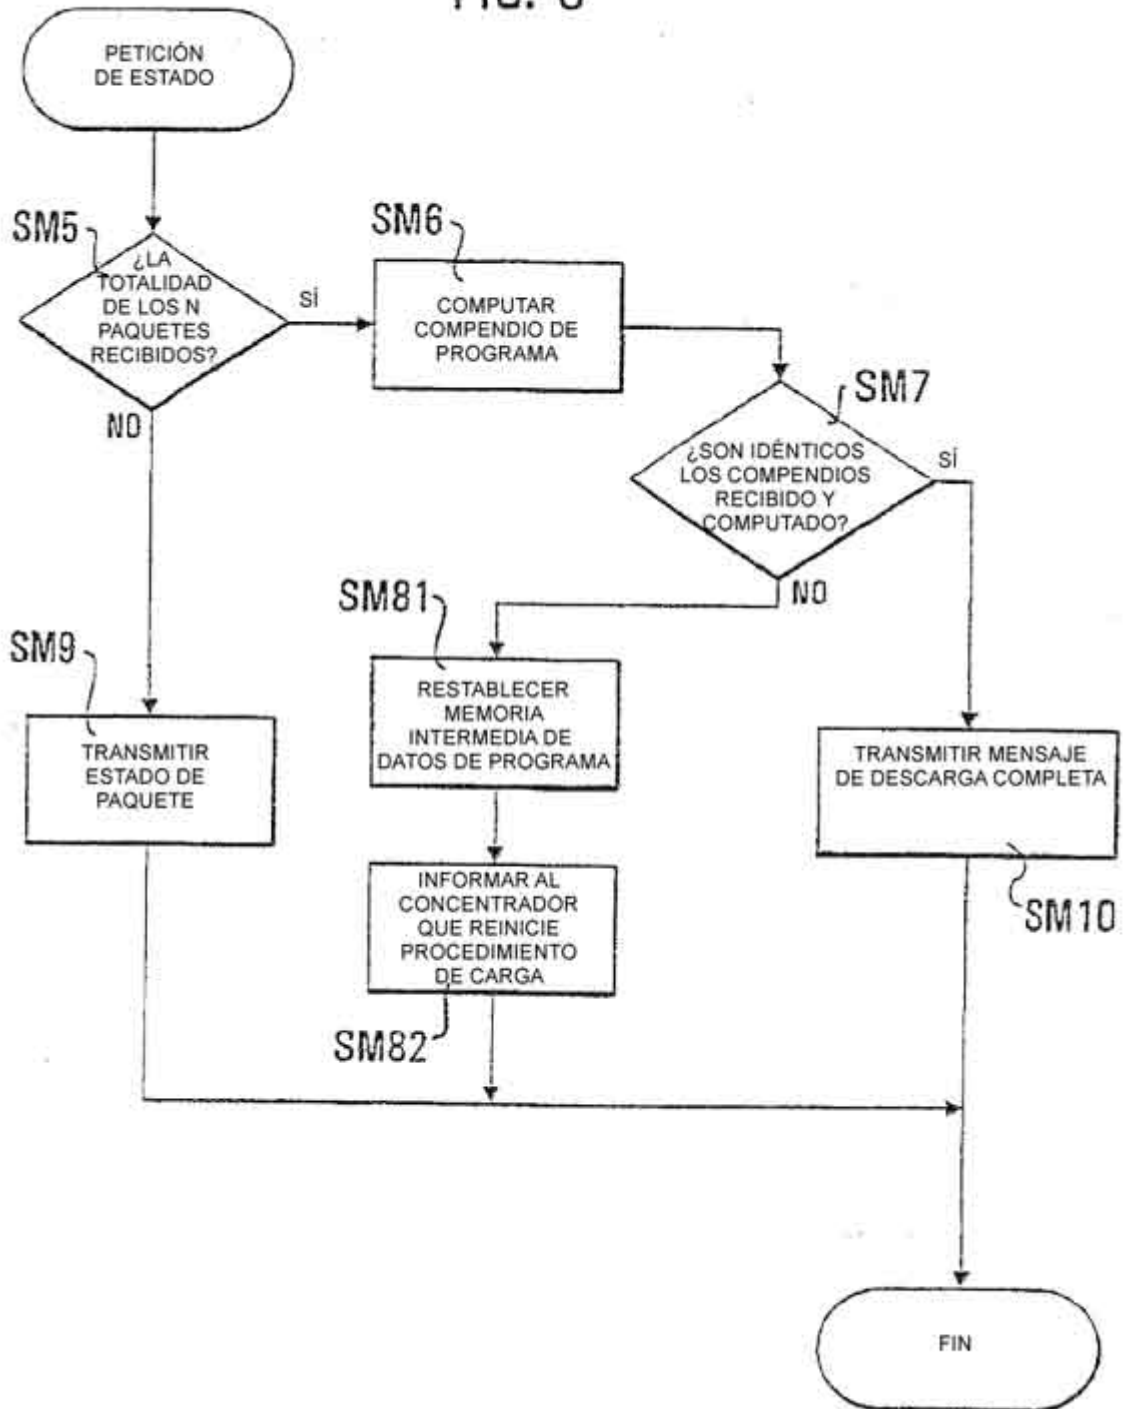 PETICIÓN
DE ESTADO
SM5
¿LA
TOTALIDAD
DE LOS N
PAQUETES
RECIBIDOS?
SÍ
NO
SM6
COMPUTAR
COMPENDIO DE
PROGRAMA
SM7
¿SON IDÉNTICOS
LOS COMPENDIOS
RECIBIDO Y
COMPUTADO?
SÍ
NO
SM81
RESTABLECER
MEMORIA
INTERMEDIA DE
DATOS DE PROGRAMA
SM9
TRANSMITIR
ESTADO DE
PAQUETE
TRANSMITIR MENSAJE
DE DESCARGA COMPLETA
SM10
INFORMAR AL
CONCENTRADOR
QUE REINICIE
PROCEDIMIENTO
DE CARGA
SM82
FIN